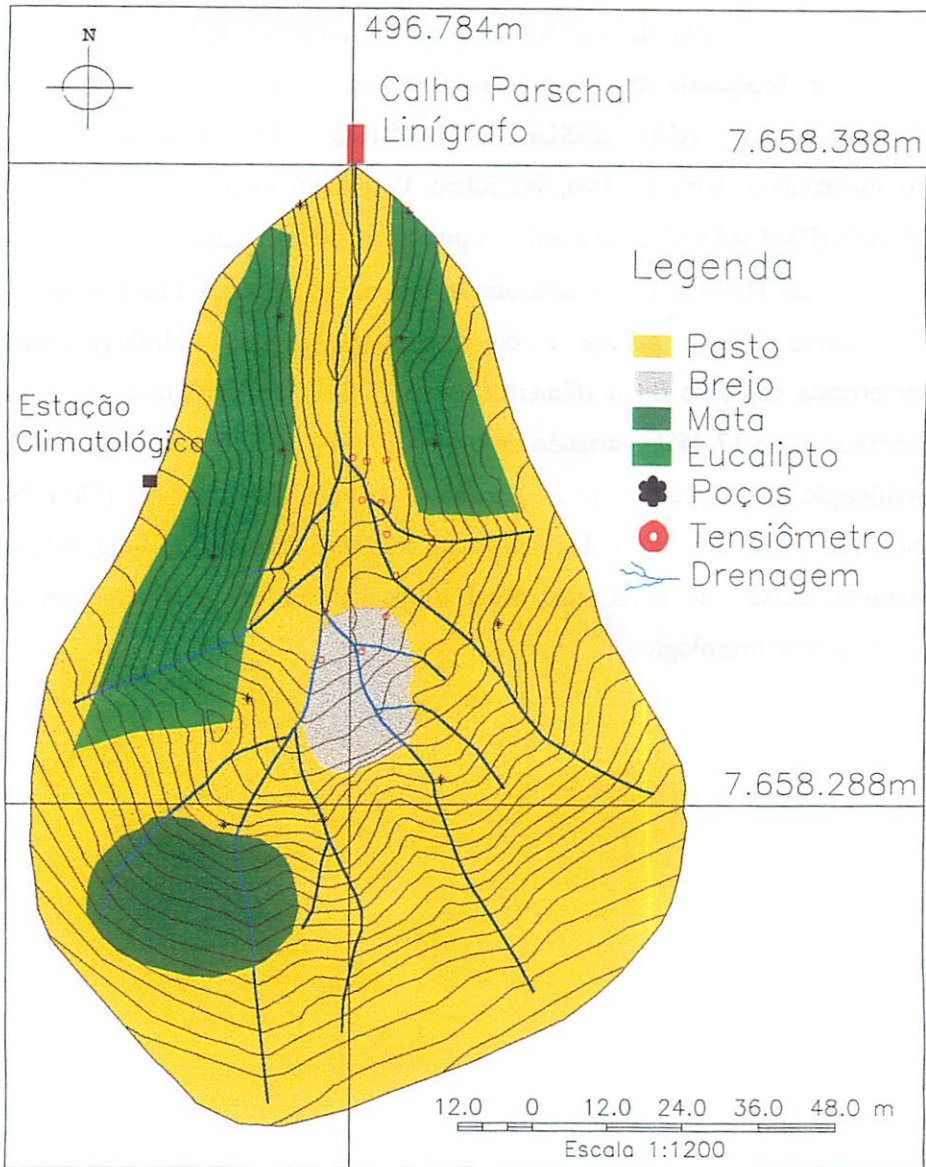 N
496.784m
Calha Parschal
Linígrafo
7.658.388m
Legenda
Pasto
Brejo
Mata
Eucalipto
Poços
Tensiômetro
Drenagem
Estação
Climatológica
7.658.288m
12.0 0 12.0 24.0 36.0 48.0 m
Escala 1:1200